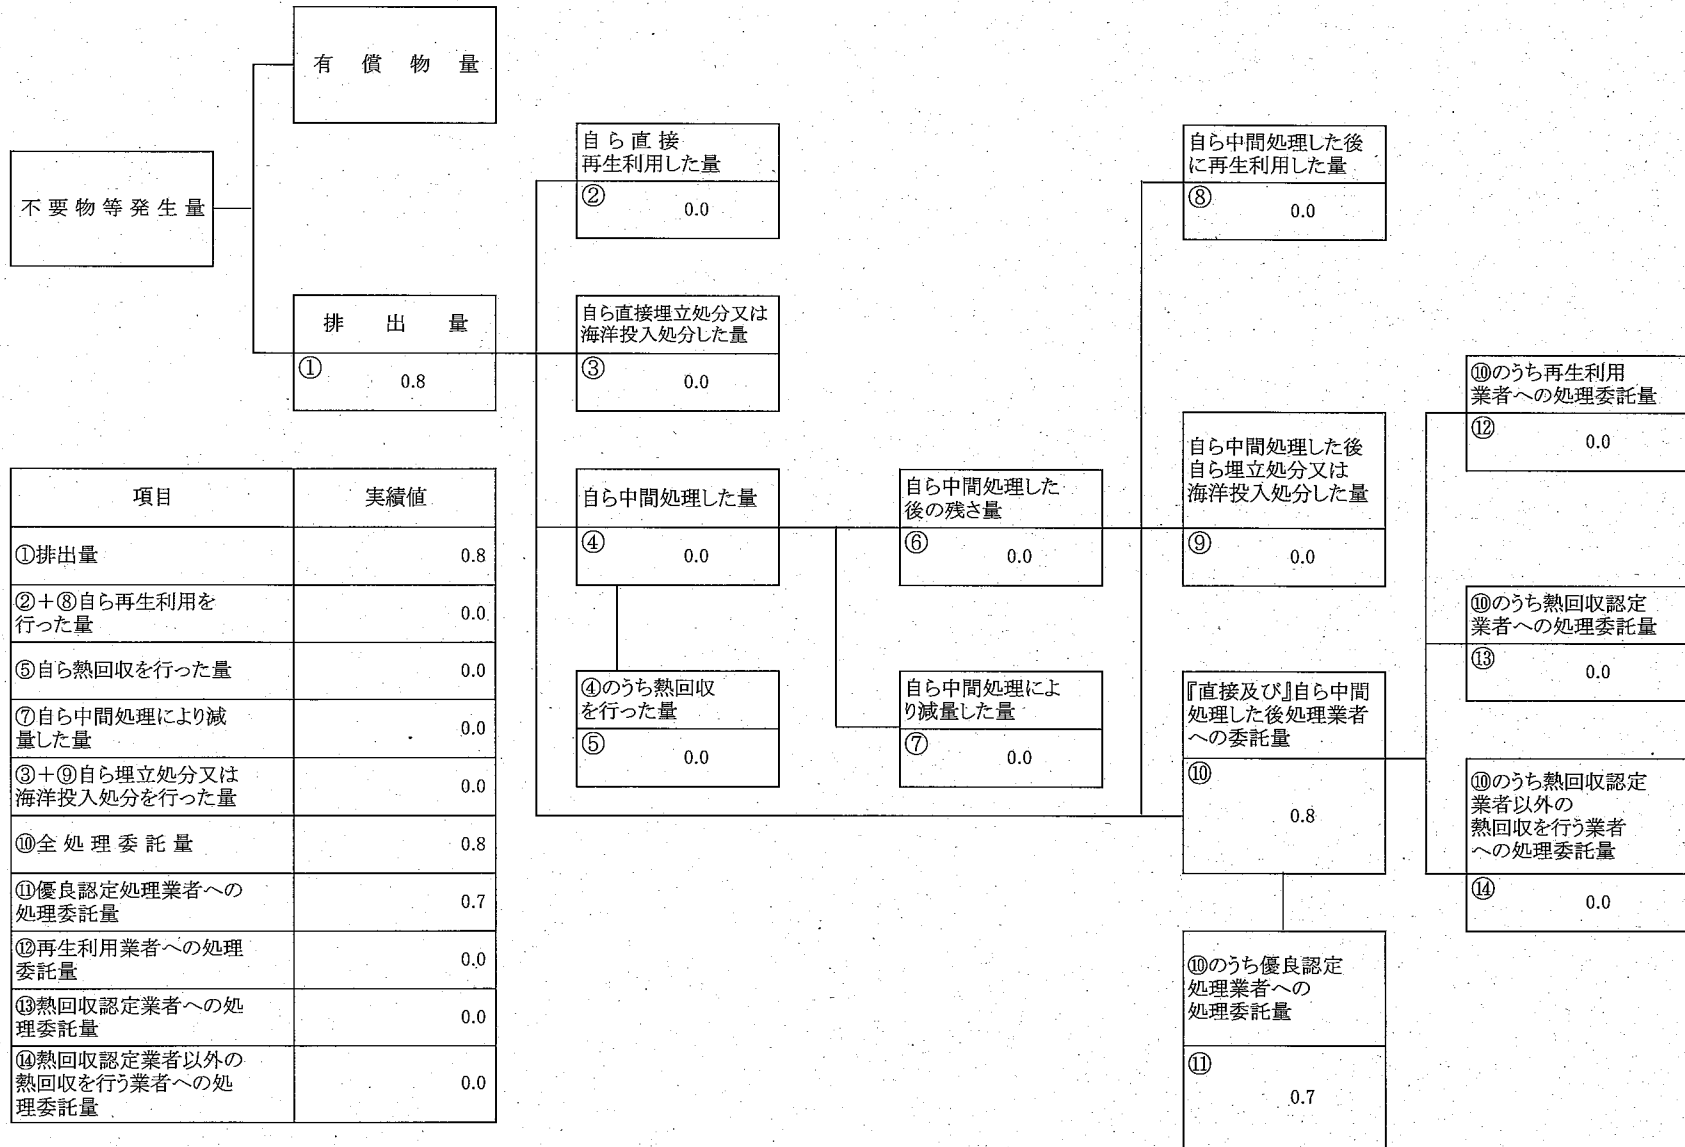 有償物量
不要物等発生量
排出量
① 0.8
自ら直接
再生利用した量
② 0.0
自ら直接埋立処分又は
海洋投入処分した量
③ 0.0
自ら中間処理した量
④ 0.0
④のうち熱回収
を行った量
⑤ 0.0
自ら中間処理した
後の残さ量
⑥ 0.0
自ら中間処理によ
り減量した量
⑦ 0.0
自ら中間処理した後
に再生利用した量
⑧ 0.0
自ら中間処理した後
自ら埋立処分又は
海洋投入処分した量
⑨ 0.0
『直接及び』自ら中間
処理した後処理業者
への委託量
⑩
0.8
⑩のうち優良認定
処理業者への
処理委託量
⑪
0.7
⑩のうち再生利用
業者への処理委託量
⑫ 0.0
⑩のうち熱回収認定
業者への処理委託量
⑬ 0.0
⑩のうち熱回収認定
業者以外の
熱回収を行う業者
への処理委託量
⑭ 0.0
項目 実績値
①排出量 0.8
②+⑧自ら再生利用を
行った量 0.0
⑤自ら熱回収を行った量 0.0
⑦自ら中間処理により減
量した量 0.0
③+⑨自ら埋立処分又は
海洋投入処分を行った量 0.0
⑩全処理委託量 0.8
⑪優良認定処理業者への
処理委託量 0.7
⑫再生利用業者への処理
委託量 0.0
⑬熱回収認定業者への処
理委託量 0.0
⑭熱回収認定業者以外の
熱回収を行う業者への処
理委託量 0.0